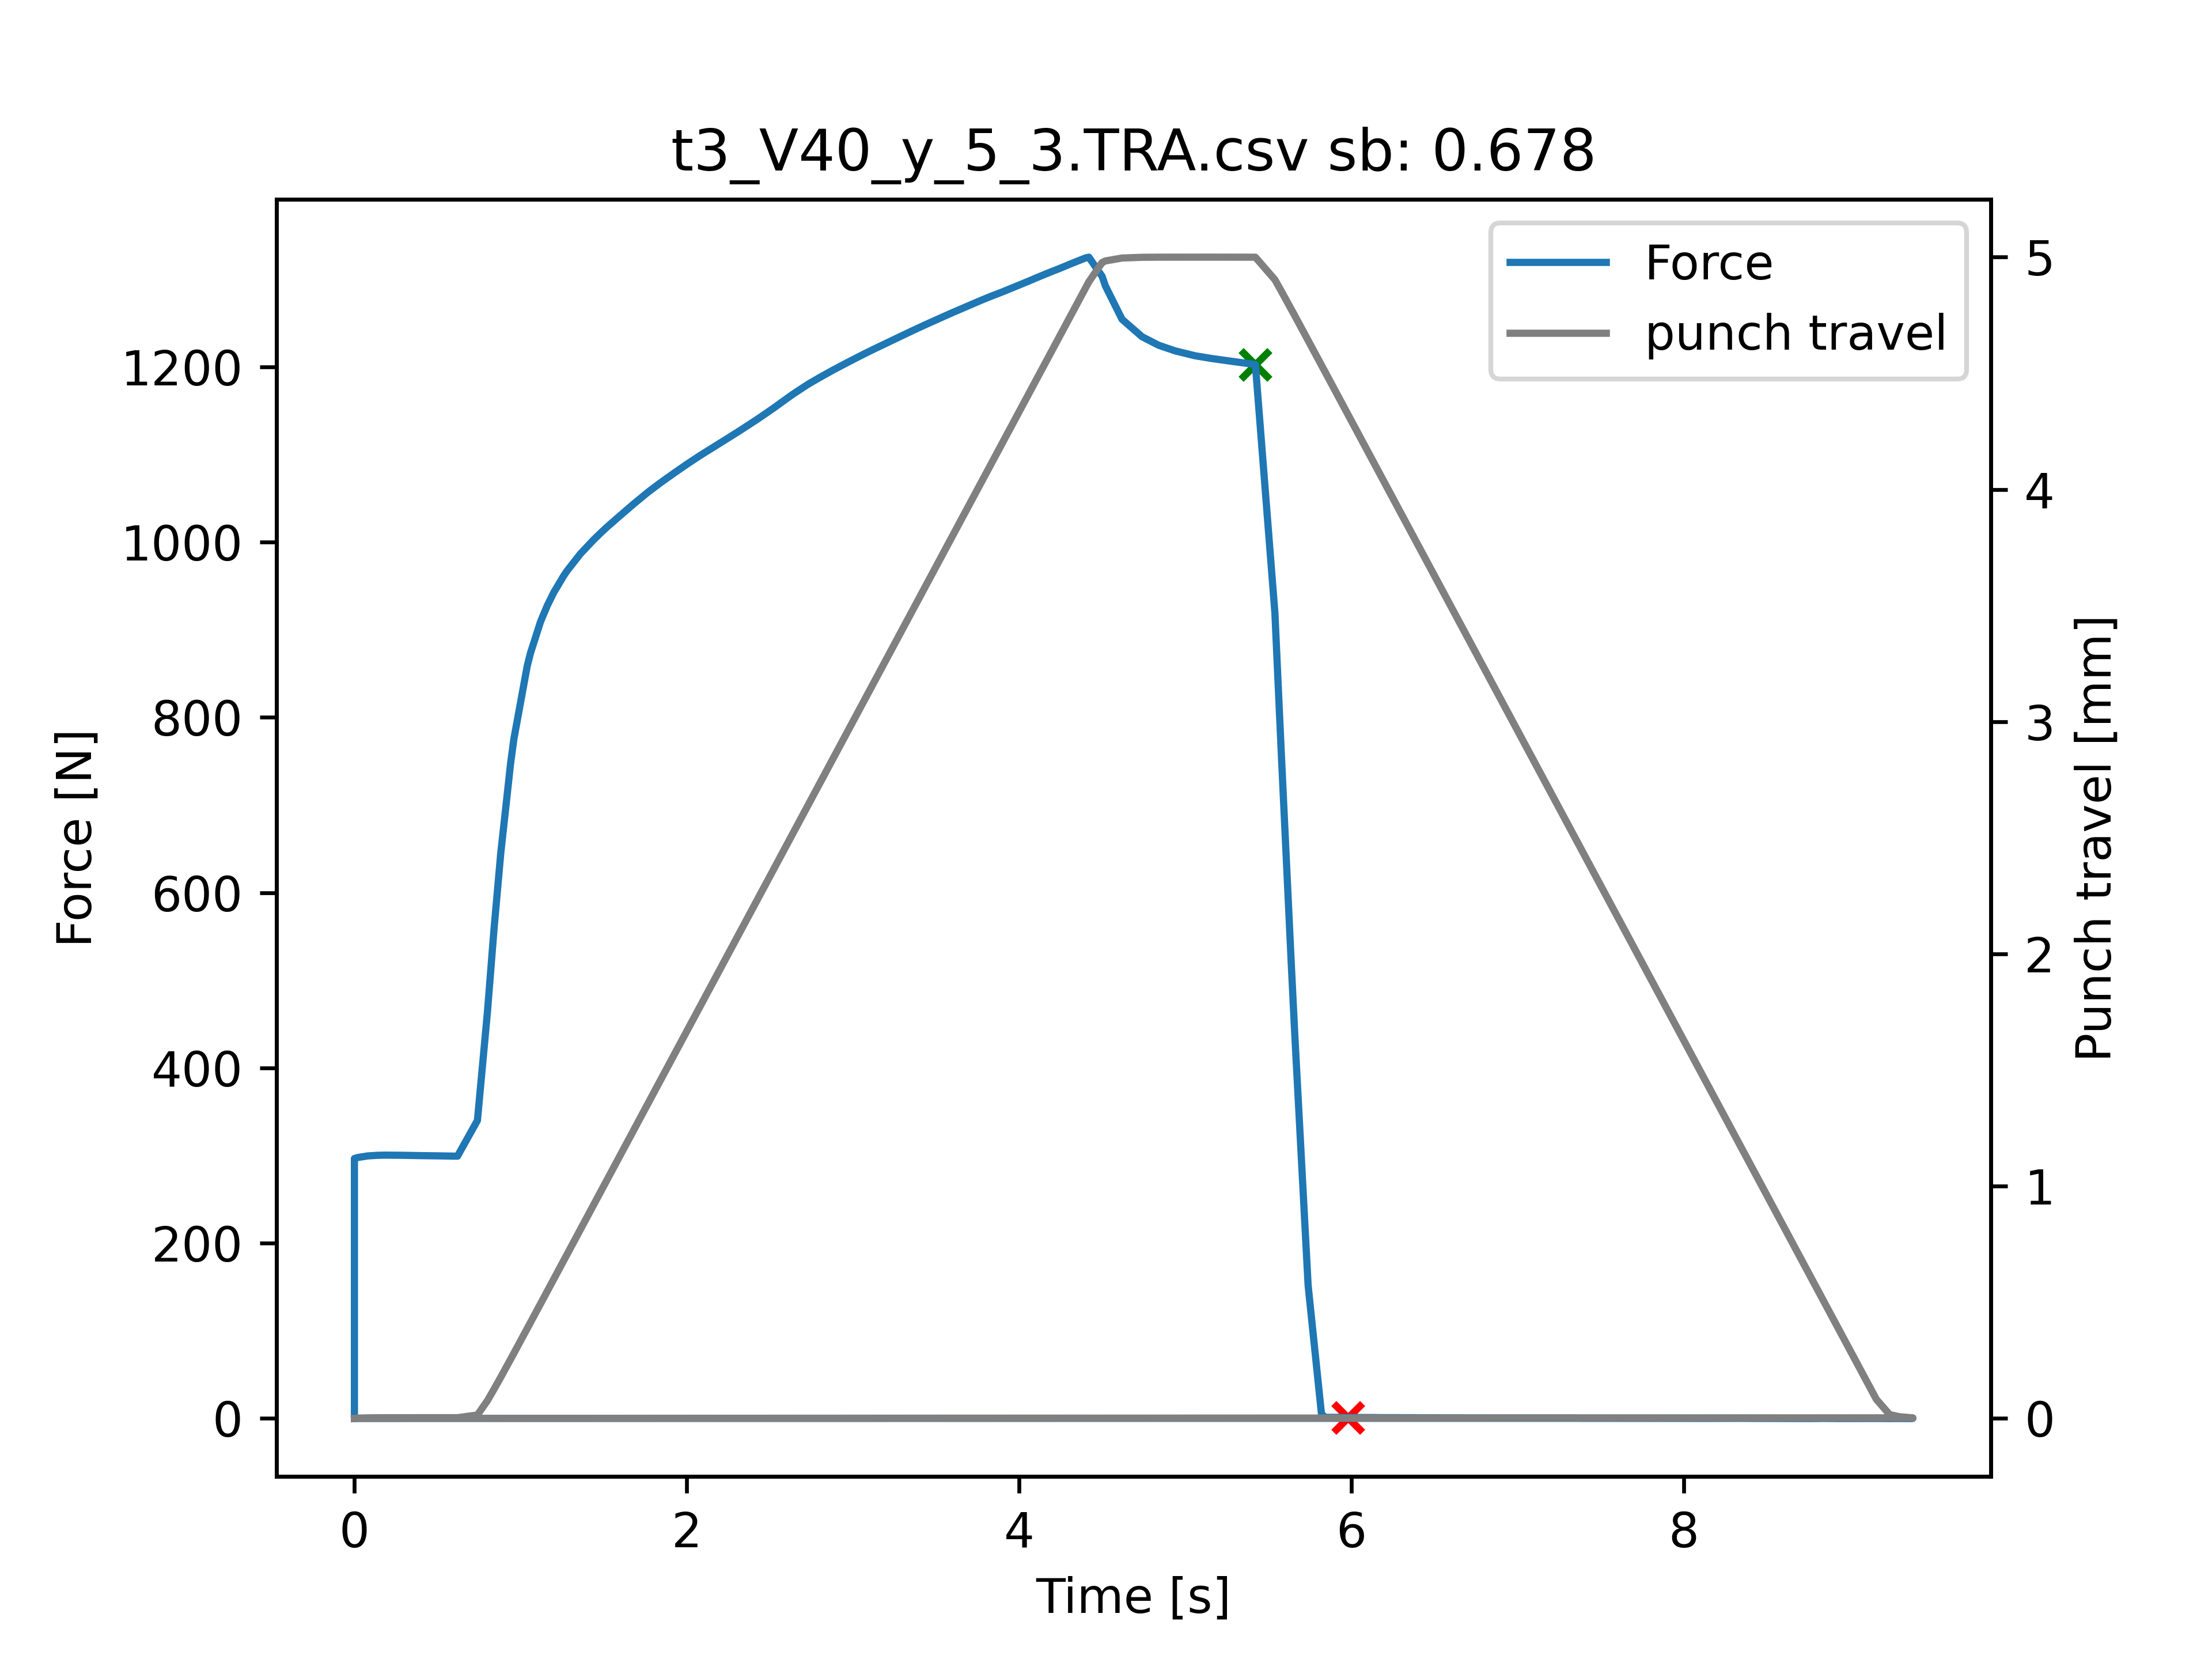 t3_V40_y_5_3.TRA.csv sb: 0.678
Force
punch travel
Force [N]
1200
1000
800
600
400
200
0
5
4
3
2
1
0
Punch travel [mm]
0 2 4 6 8
Time [s]